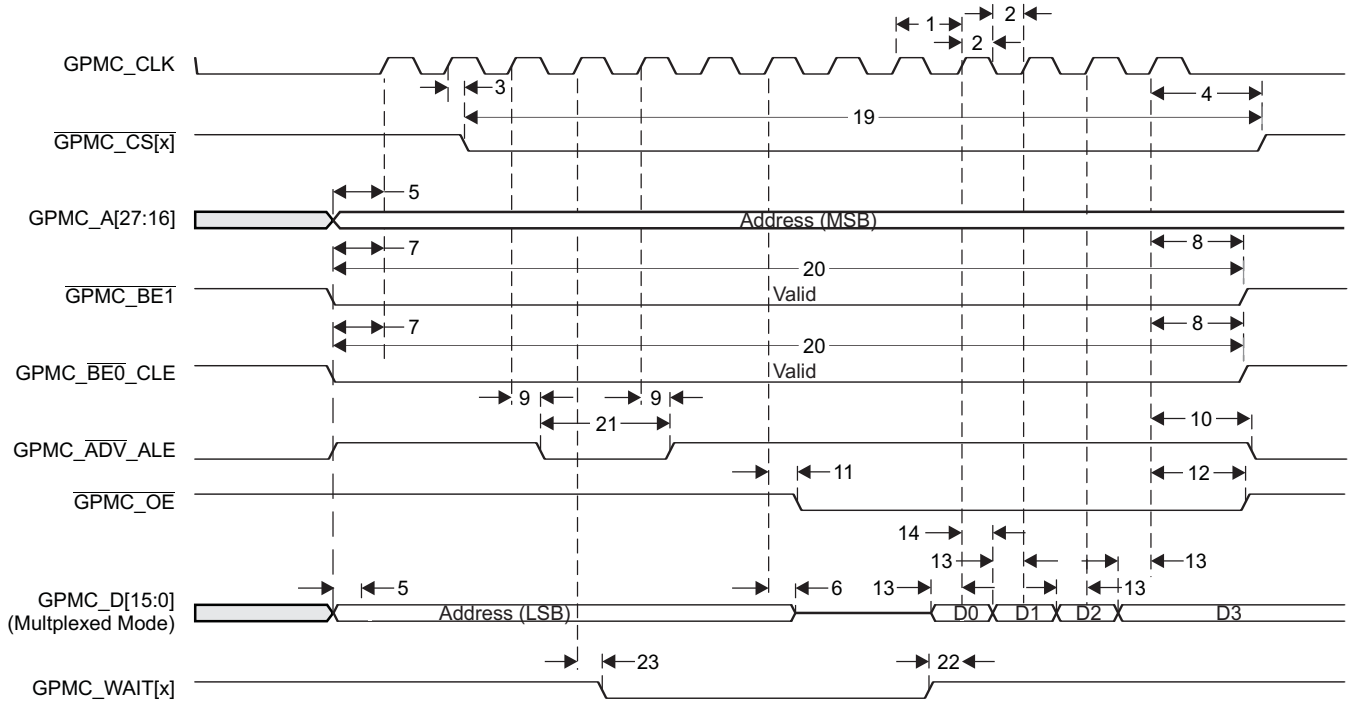 1
2
2
GPMC_CLK
3
4
19
GPMC_CS[x]
5
GPMC_A[27:16]
Address (MSB)
7
8
20
GPMC_BE1
Valid
7
8
20
GPMC_BE0_CLE
Valid
9
9
21
10
GPMC_ADV_ALE
11
12
GPMC_OE
14
13
13
5
6
13
13
GPMC_D[15:0]
(Multplexed Mode)
Address (LSB)
D0
D1
D2
D3
23
22
GPMC_WAIT[x]